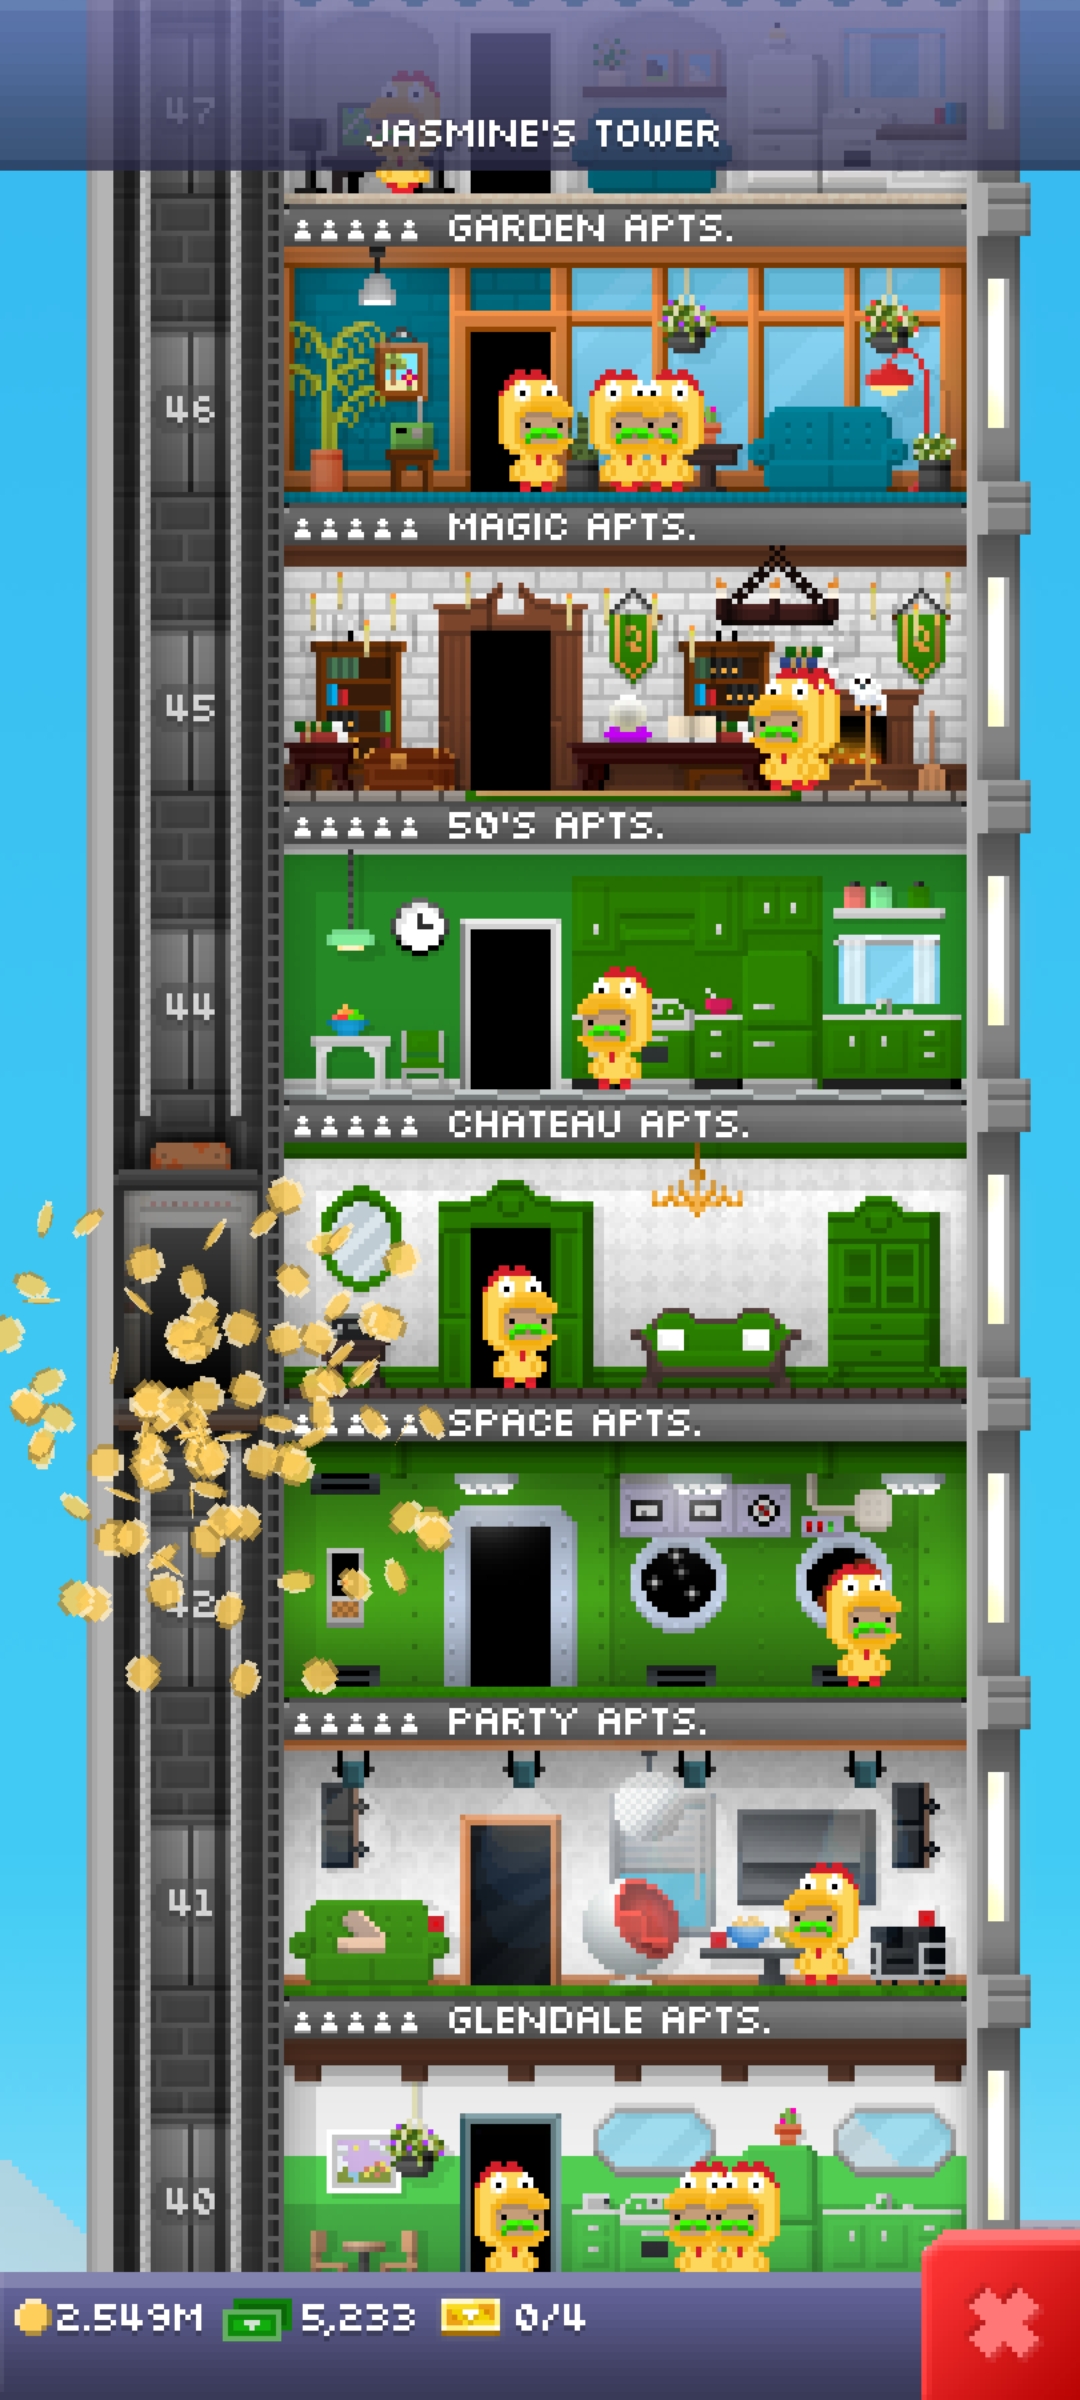 47
JASMINE'S TOWER
GARDEN APTS.
46
MAGIC APTS.
45
50'S APTS.
44
CHATEAU APTS.
SPACE APTS.
42
PARTY APTS.
41
GLENDALE APTS.
40
2.549M 5,233 0/4